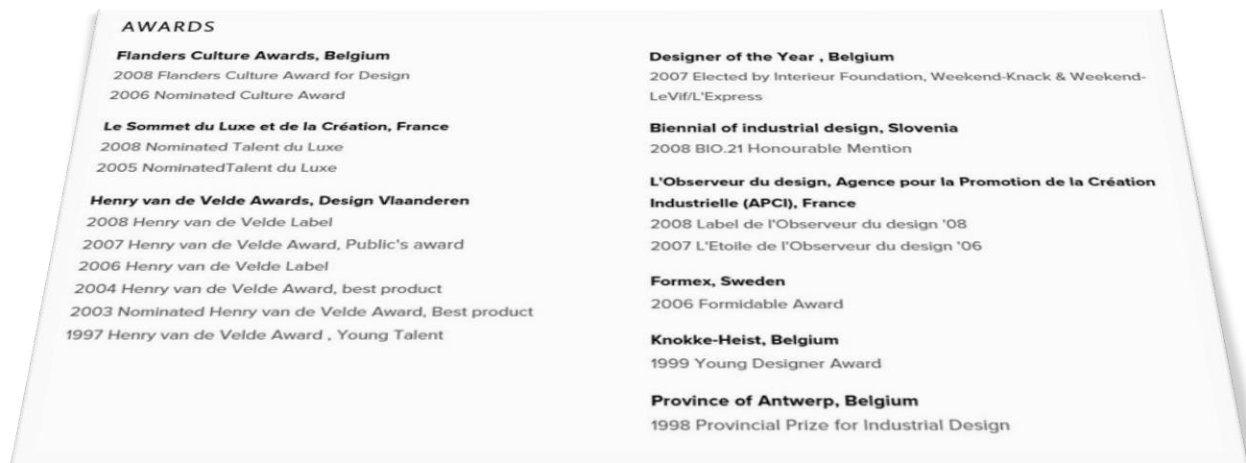 AWARDS
Flanders Culture Awards, Belgium
2008 Flanders Culture Award for Design
2006 Nominated Culture Award
Le Sommet du Luxe et de la Création, France
2008 Nominated Talent du Luxe
2005 NominatedTalent du Luxe
Henry van de Velde Awards, Design Vlaanderen
2008 Henry van de Velde Label
2007 Henry van de Velde Award, Public's award
2006 Henry van de Velde Label
2004 Henry van de Velde Award, best product
2003 Nominated Henry van de Velde Award, Best product
1997 Henry van de Velde Award , Young Talent
Designer of the Year , Belgium
2007 Elected by Interieur Foundation, Weekend-Knack & Weekend-
LeVif/L'Express
Biennial of industrial design, Slovenia
2008 BIO.21 Honourable Mention
L'Observeur du design, Agence pour la Promotion de la Création
Industrielle (APCI), France
2008 Label de l'Observeur du design '08
2007 L'Etoile de l'Observeur du design '06
Formex, Sweden
2006 Formidable Award
Knokke-Heist, Belgium
1999 Young Designer Award
Province of Antwerp, Belgium
1998 Provincial Prize for Industrial Design